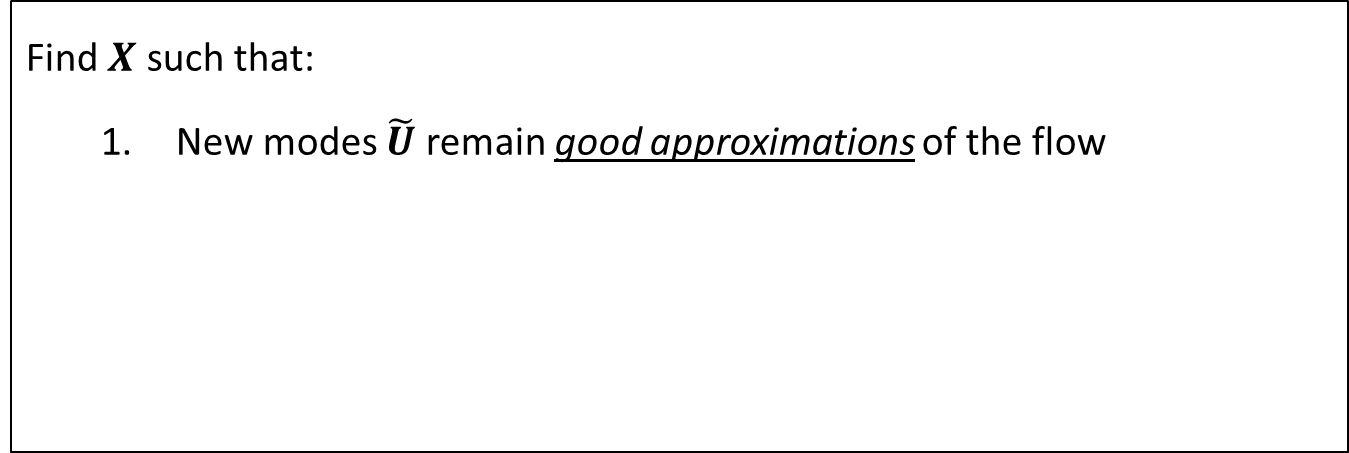 Find X such that:
1. New modes Ũ remain good approximations of the flow